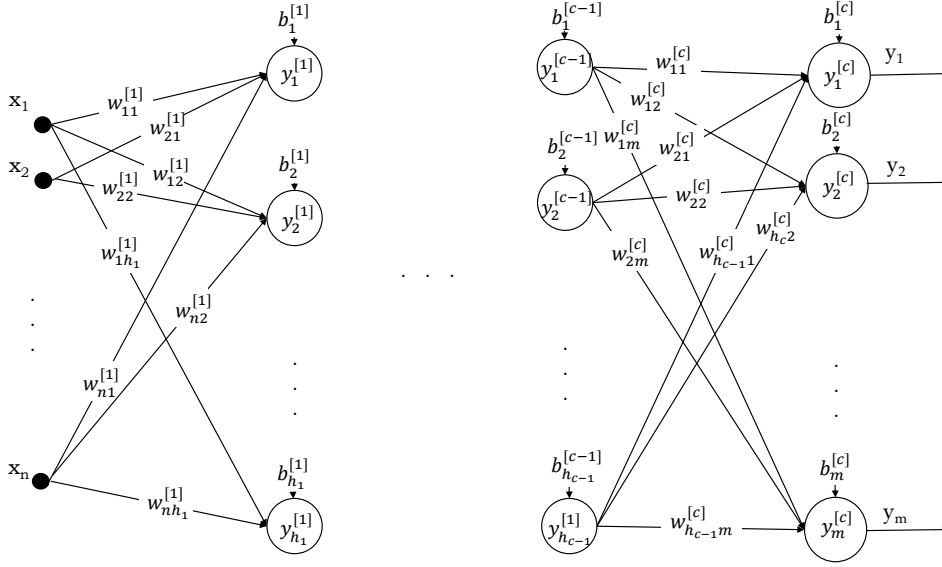 b_1^{[1]}
b_1^{[c-1]}
b_1^{[c]}
y_1^{[1]}
y_1^{[c-1]}
w_{11}^{[c]}
y_1^{[c]}
y_1
x_1
w_{11}^{[1]}
w_{12}^{[c]}
w_{21}^{[1]}
w_{1m}^{[c]}
b_2^{[c]}
x_2
w_{12}^{[1]}
b_2^{[1]}
b_2^{[c-1]}
w_{21}^{[c]}
w_{22}^{[1]}
y_2^{[1]}
y_2^{[c-1]}
w_{22}^{[c]}
y_2^{[c]}
y_2
w_{1h_1}^{[1]}
w_{2m}^{[c]}
w_{h_{c-1}1}^{[c]}
w_{h_c2}^{[c]}
. . .
w_{n2}^{[1]}
. . .
. . .
. . .
. . .
w_{n1}^{[1]}
x_n
b_{h_1}^{[1]}
b_{h_{c-1}}^{[c-1]}
b_m^{[c]}
w_{nh_1}^{[1]}
y_{h_1}^{[1]}
y_{h_{c-1}}^{[1]}
w_{h_{c-1}m}^{[c]}
y_m^{[c]}
y_m